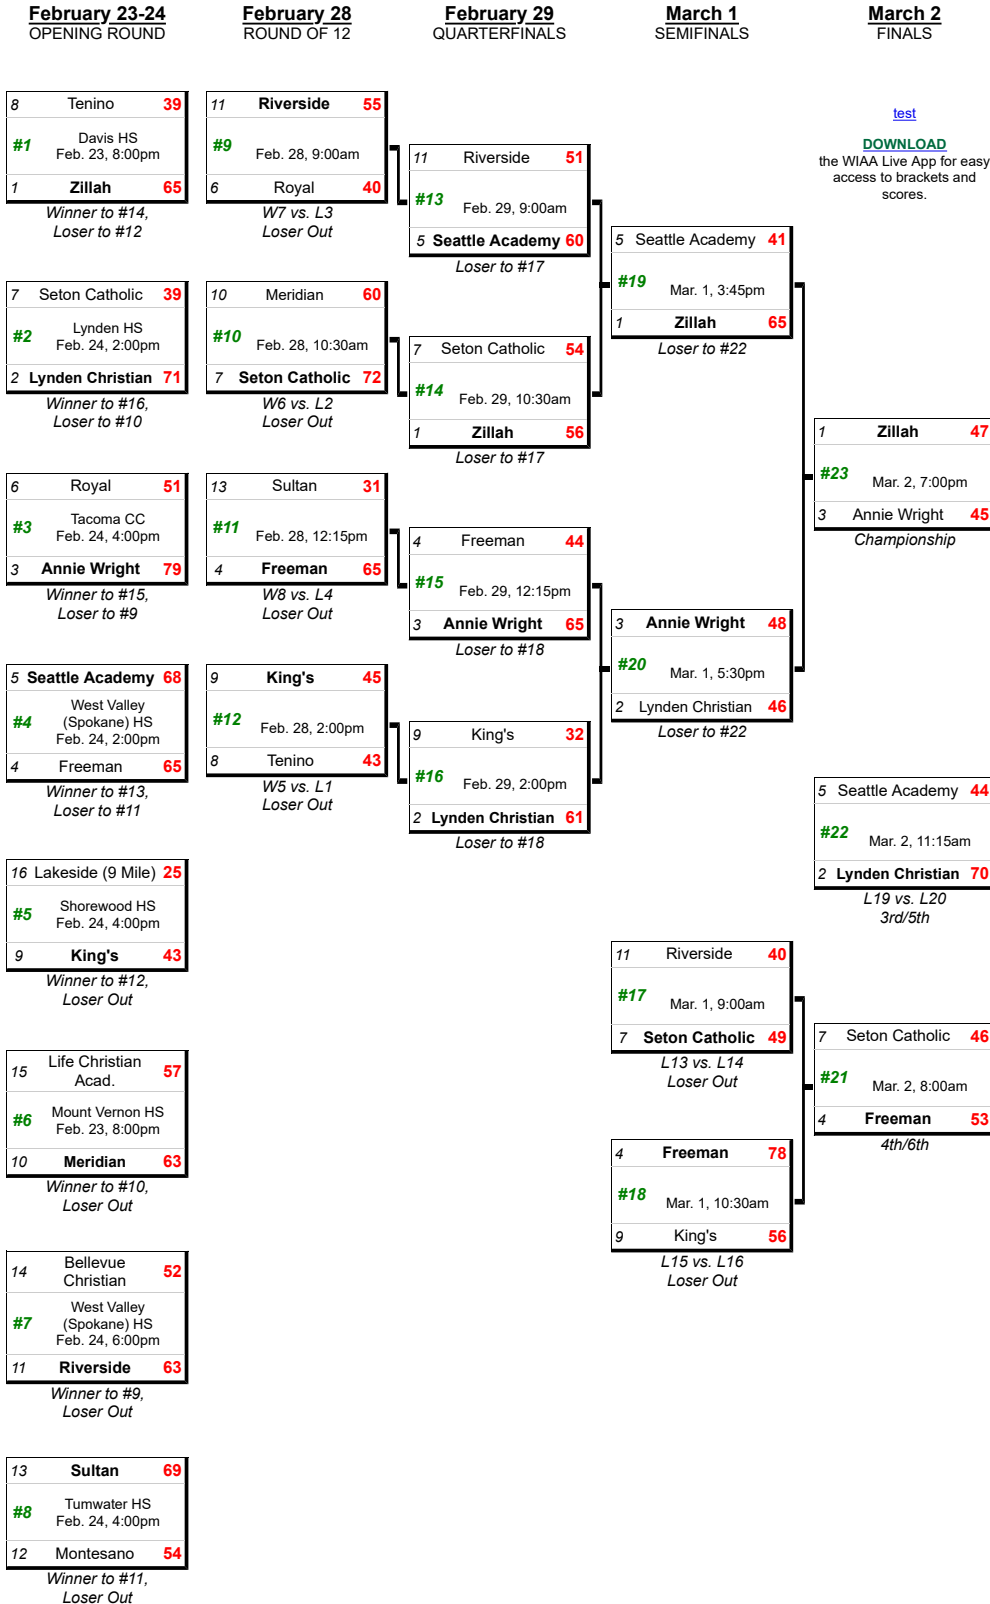 February 23-24
OPENING ROUND
8 Tenino 39
#1 Davis HS
Feb. 23, 8:00pm
1 Zillah 65
Winner to #14,
Loser to #12
7 Seton Catholic 39
#2 Lynden HS
Feb. 24, 2:00pm
2 Lynden Christian 71
Winner to #16,
Loser to #10
6 Royal 51
#3 Tacoma CC
Feb. 24, 4:00pm
3 Annie Wright 79
Winner to #15,
Loser to #9
5 Seattle Academy 68
West Valley
#4 (Spokane) HS
Feb. 24, 2:00pm
4 Freeman 65
Winner to #13,
Loser to #11
16 Lakeside (9 Mile) 25
#5 Shorewood HS
Feb. 24, 4:00pm
9 King's 43
Winner to #12,
Loser Out
15 Life Christian
Acad. 57
#6 Mount Vernon HS
Feb. 23, 8:00pm
10 Meridian 63
Winner to #10,
Loser Out
14 Bellevue
Christian 52
West Valley
#7 (Spokane) HS
Feb. 24, 6:00pm
11 Riverside 63
Winner to #9,
Loser Out
13 Sultan 69
#8 Tumwater HS
Feb. 24, 4:00pm
12 Montesano 54
Winner to #11,
Loser Out
February 28
ROUND OF 12
11 Riverside 55
#9 Feb. 28, 9:00am
6 Royal 40
W7 vs. L3
Loser Out
10 Meridian 60
#10 Feb. 28, 10:30am
7 Seton Catholic 72
W6 vs. L2
Loser Out
13 Sultan 31
#11 Feb. 28, 12:15pm
4 Freeman 65
W8 vs. L4
Loser Out
9 King's 45
#12 Feb. 28, 2:00pm
8 Tenino 43
W5 vs. L1
Loser Out
February 29
QUARTERFINALS
11 Riverside 51
#13 Feb. 29, 9:00am
5 Seattle Academy 60
Loser to #17
7 Seton Catholic 54
#14 Feb. 29, 10:30am
1 Zillah 56
Loser to #17
4 Freeman 44
#15 Feb. 29, 12:15pm
3 Annie Wright 65
Loser to #18
9 King's 32
#16 Feb. 29, 2:00pm
2 Lynden Christian 61
Loser to #18
March 1
SEMIFINALS
5 Seattle Academy 41
#19 Mar. 1, 3:45pm
1 Zillah 65
Loser to #22
3 Annie Wright 48
#20 Mar. 1, 5:30pm
2 Lynden Christian 46
Loser to #22
11 Riverside 40
#17 Mar. 1, 9:00am
7 Seton Catholic 49
L13 vs. L14
Loser Out
4 Freeman 78
#18 Mar. 1, 10:30am
9 King's 56
L15 vs. L16
Loser Out
March 2
FINALS
test
DOWNLOAD
the WIAA Live App for easy
access to brackets and
scores.
1 Zillah 47
#23 Mar. 2, 7:00pm
3 Annie Wright 45
Championship
5 Seattle Academy 44
#22 Mar. 2, 11:15am
2 Lynden Christian 70
L19 vs. L20
3rd/5th
7 Seton Catholic 46
#21 Mar. 2, 8:00am
4 Freeman 53
4th/6th